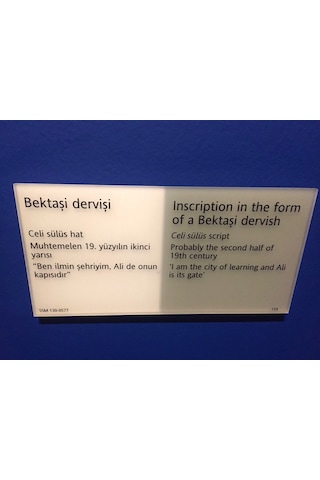 Bektaşi dervişi
Celi sülüs hat
Muhtemelen 19. yüzyılın ikinci
yarısı
"Ben ilmin şehriyim, Ali de onun
kapısıdır"
Inscription in the form
of a Bektaşi dervish
Celi sülüs script
Probably the second half of
19th century
'I am the city of learning and Ali
is its gate'